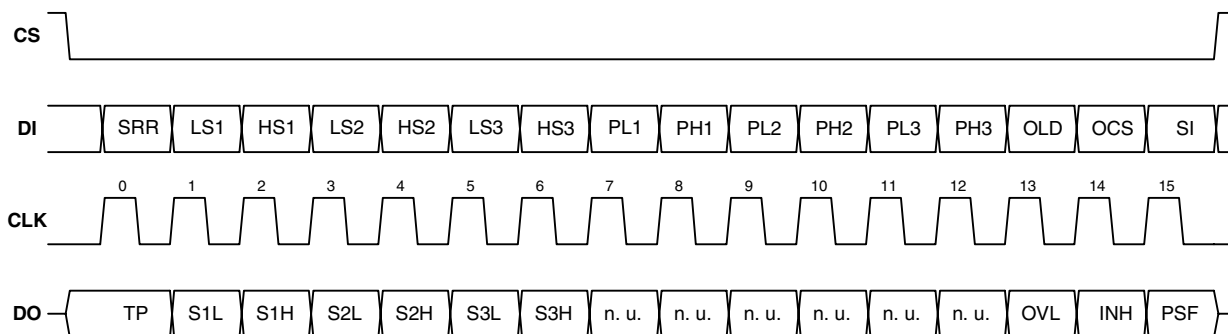 CS
DI SRR LS1 HS1 LS2 HS2 LS3 HS3 PL1 PH1 PL2 PH2 PL3 PH3 OLD OCS SI
0 1 2 3 4 5 6 7 8 9 10 11 12 13 14 15
CLK
DO TP S1L S1H S2L S2H S3L S3H n. u. n. u. n. u. n. u. n. u. n. u. OVL INH PSF